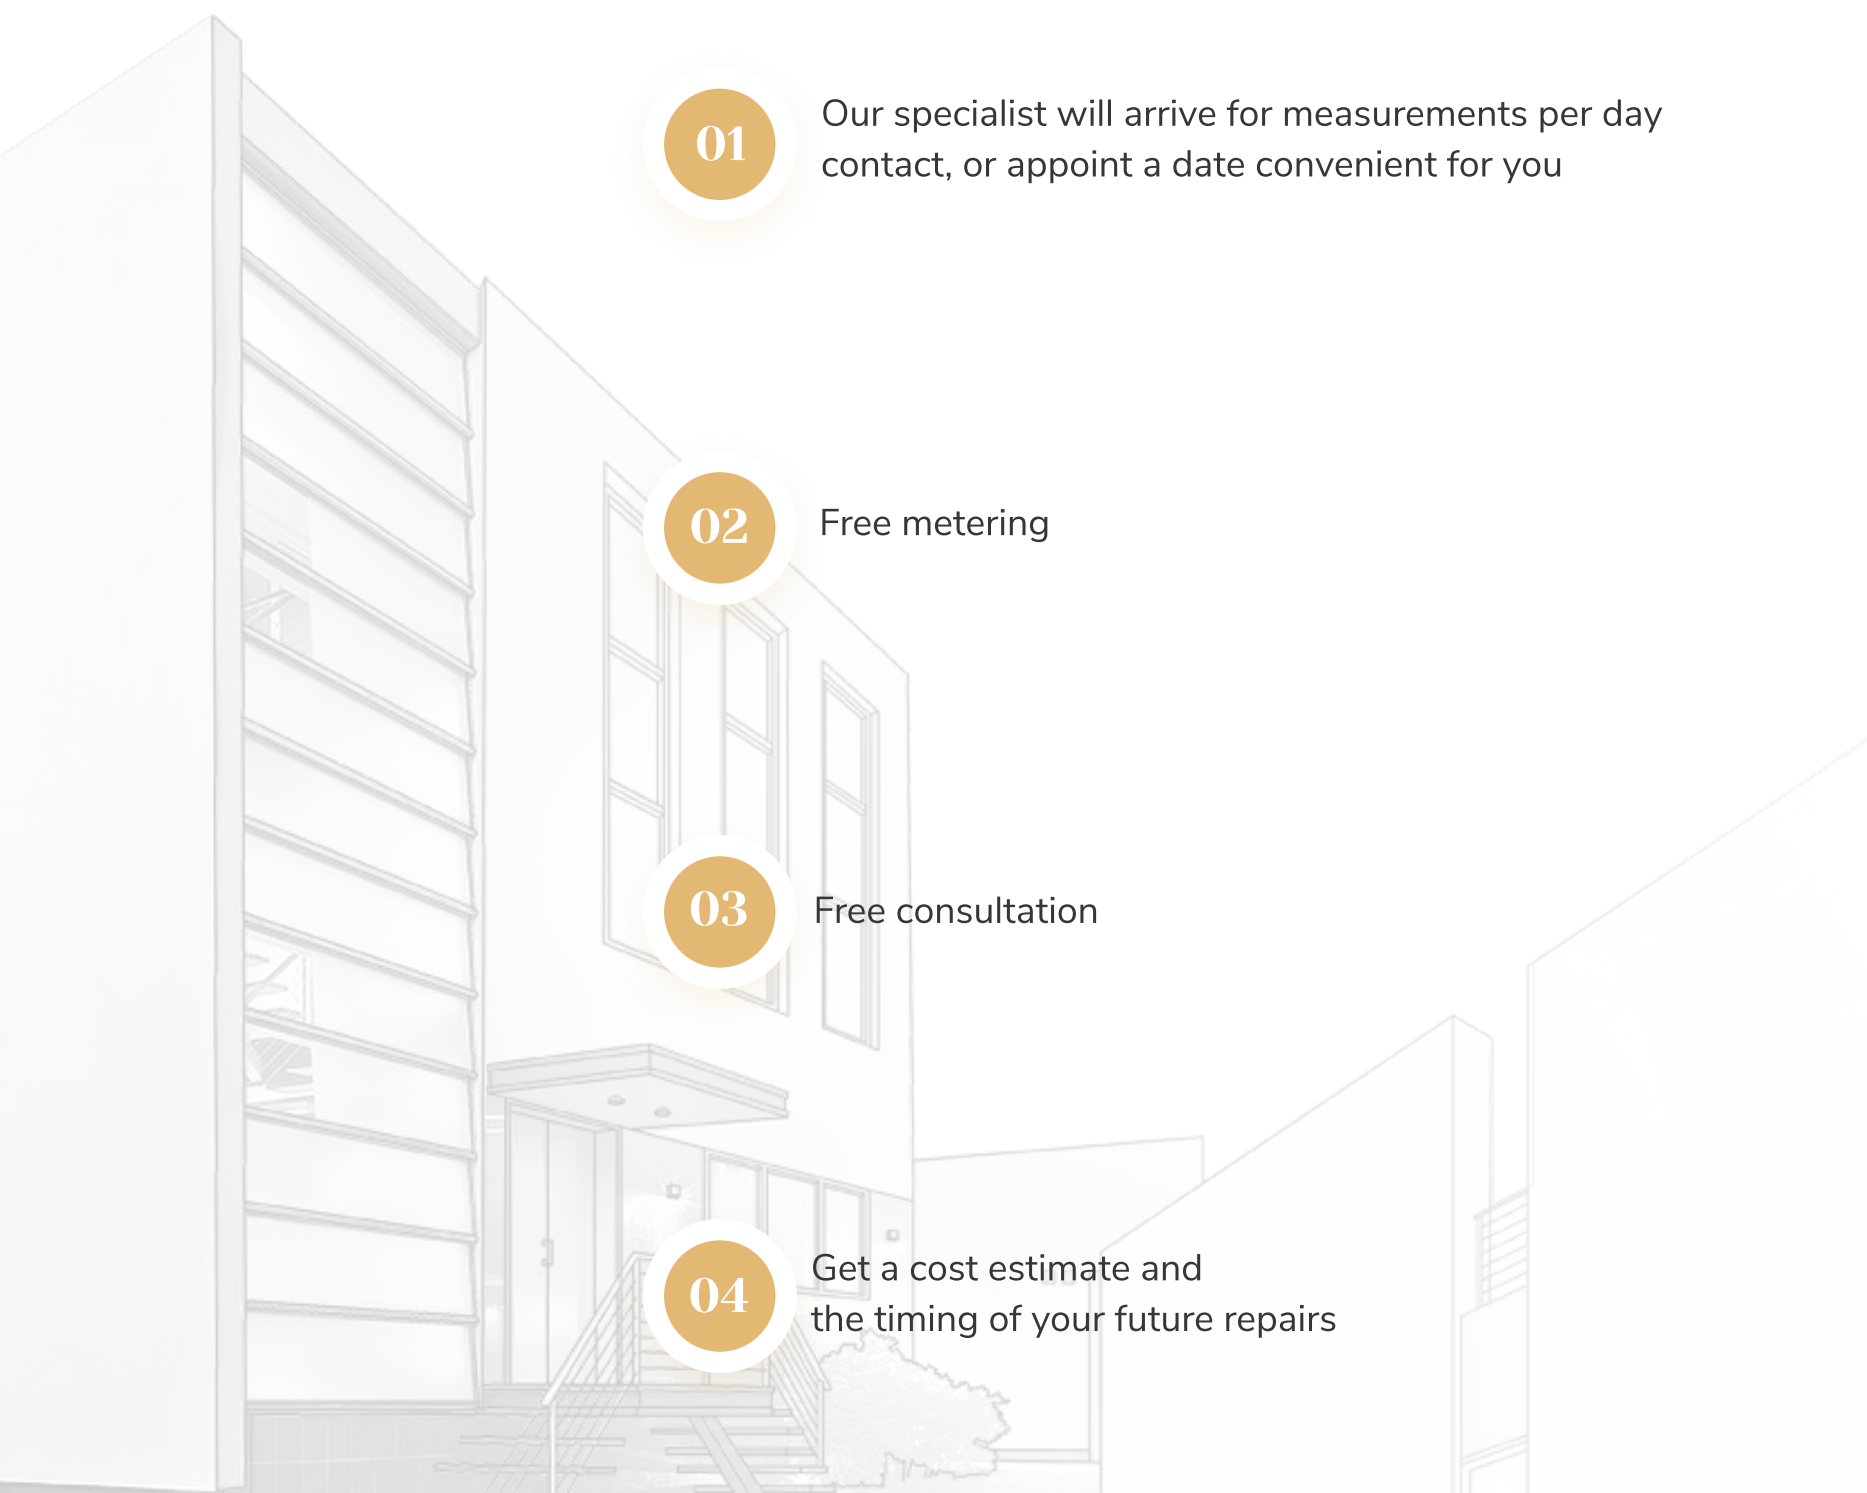 01
Our specialist will arrive for measurements per day
contact, or appoint a date convenient for you
02
Free metering
03
Free consultation
04
Get a cost estimate and
the timing of your future repairs